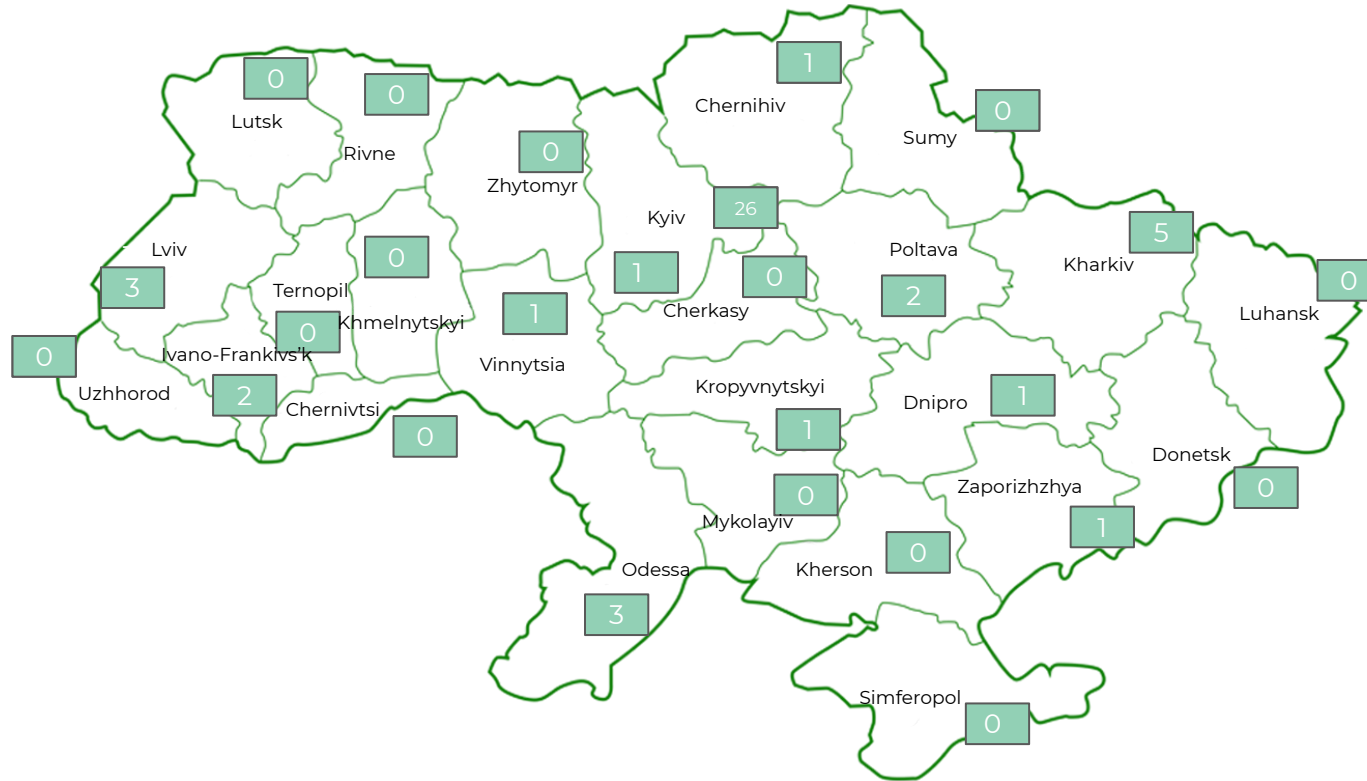 1
0
0
Chernihiv
0
Lutsk
Sumy
Rivne
0
Zhytomyr
26
Kyiv
5
Lviv
0
Poltava
Kharkiv
3
1
0
0
Ternopil
2
Cherkasy
Luhansk
1
0
Khmelnytskyi
0
Ivano-Frankivs'k
Vinnytsia
Uzhhorod
2
Chernivtsi
Kropyvnytskyi
Dnipro
1
0
1
Donetsk
0
Zaporizhzhya
0
Mykolayiv
1
Odessa
Kherson
0
3
Simferopol
0